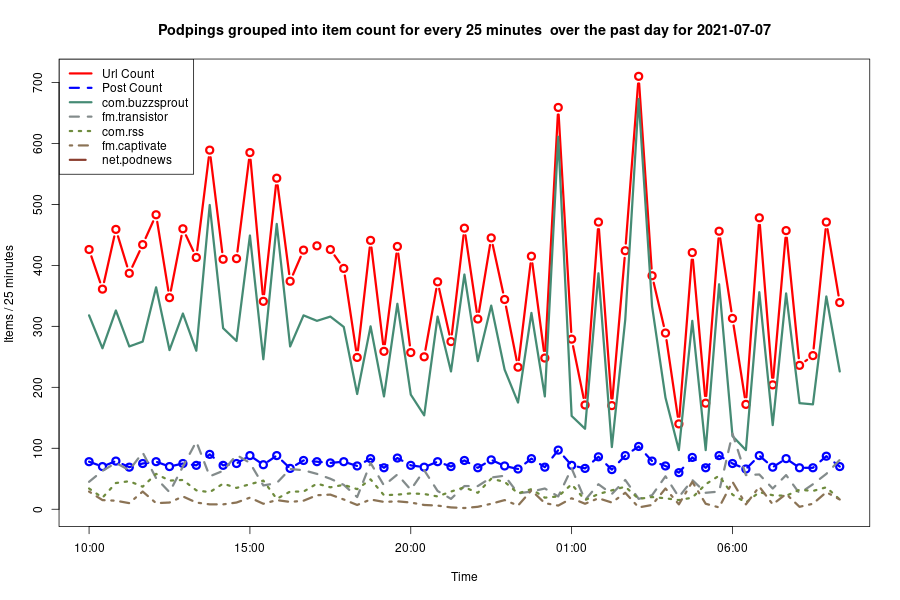 Podpings grouped into item count for every 25 minutes  over the past day for 2021-07-07
Url Count
Post Count
com.buzzsprout
fm.transistor
com.rss
fm.captivate
net.podnews
Items / 25 minutes
700
600
500
400
300
200
100
0
10:00
15:00
20:00
01:00
06:00
Time